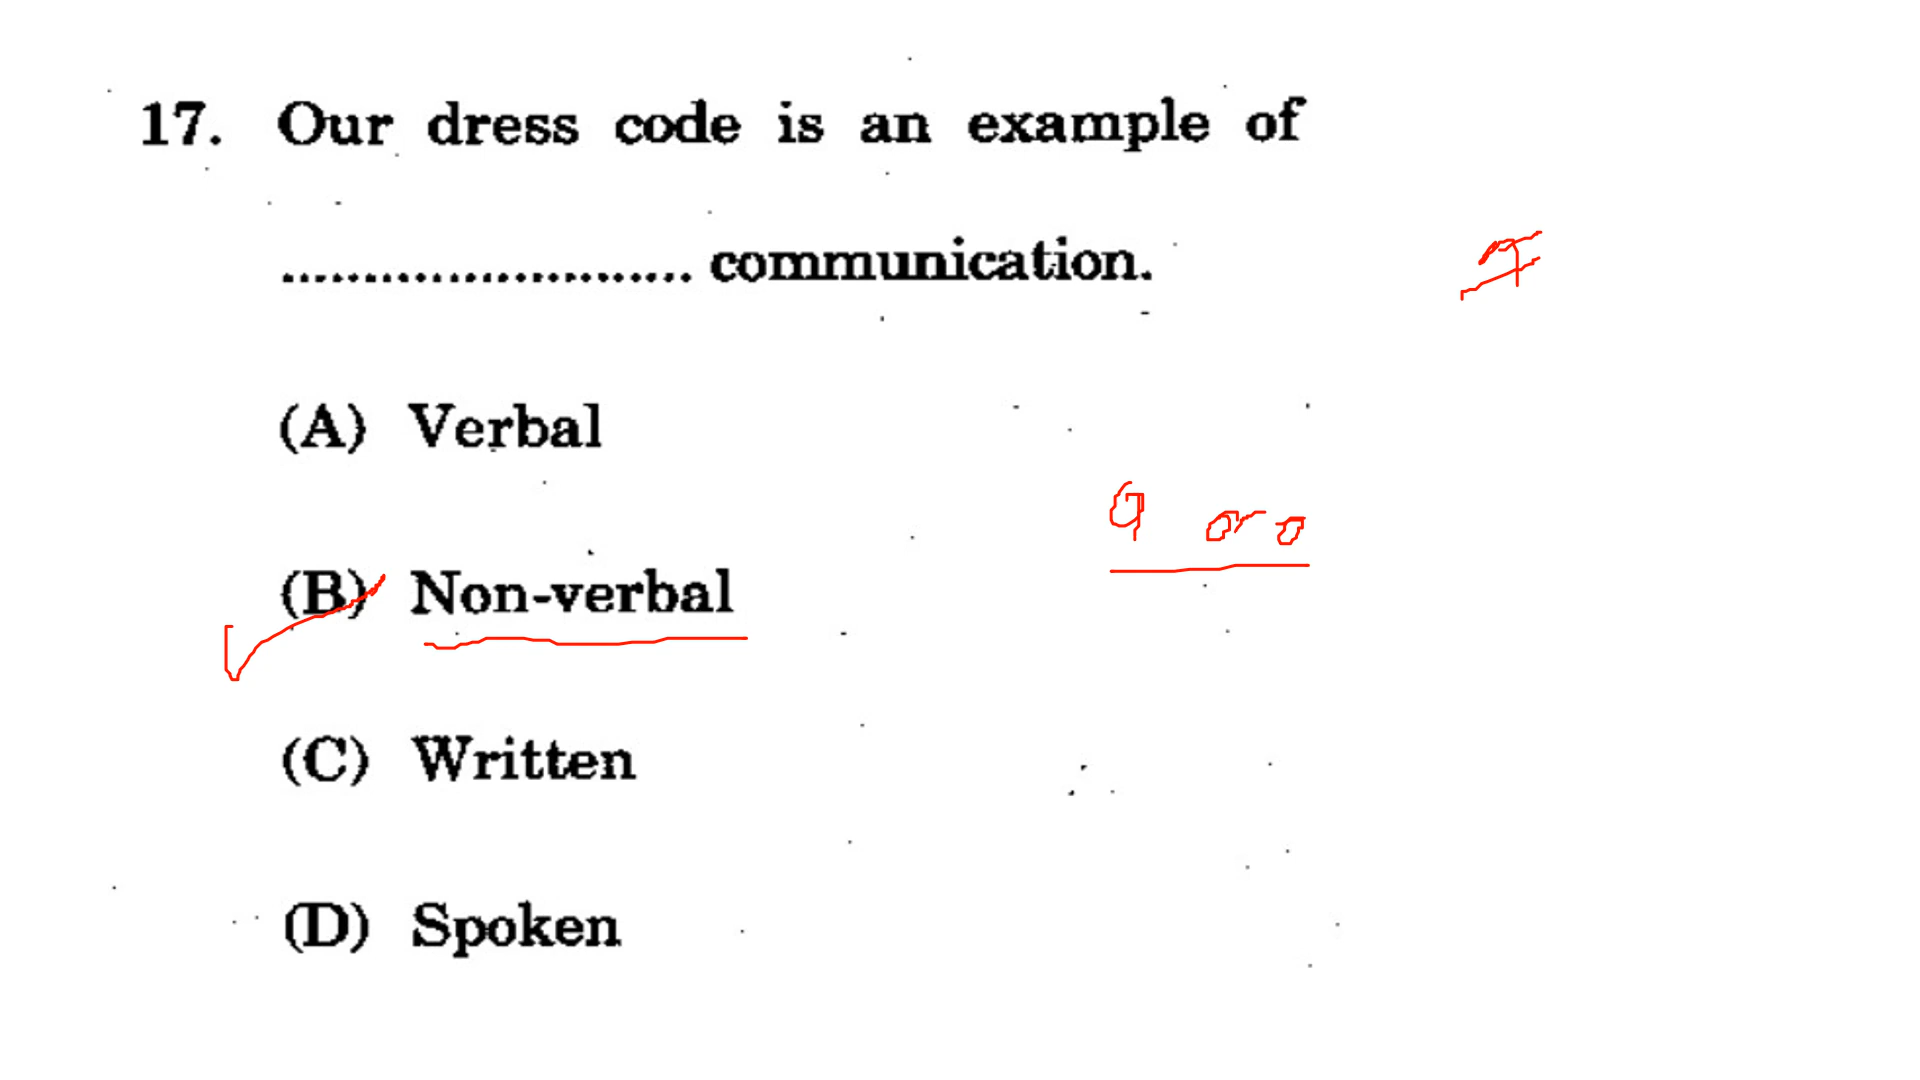 17. Our dress code is an example of
......................... communication.
(A) Verbal
(B) Non-verbal
(C) Written
(D) Spoken